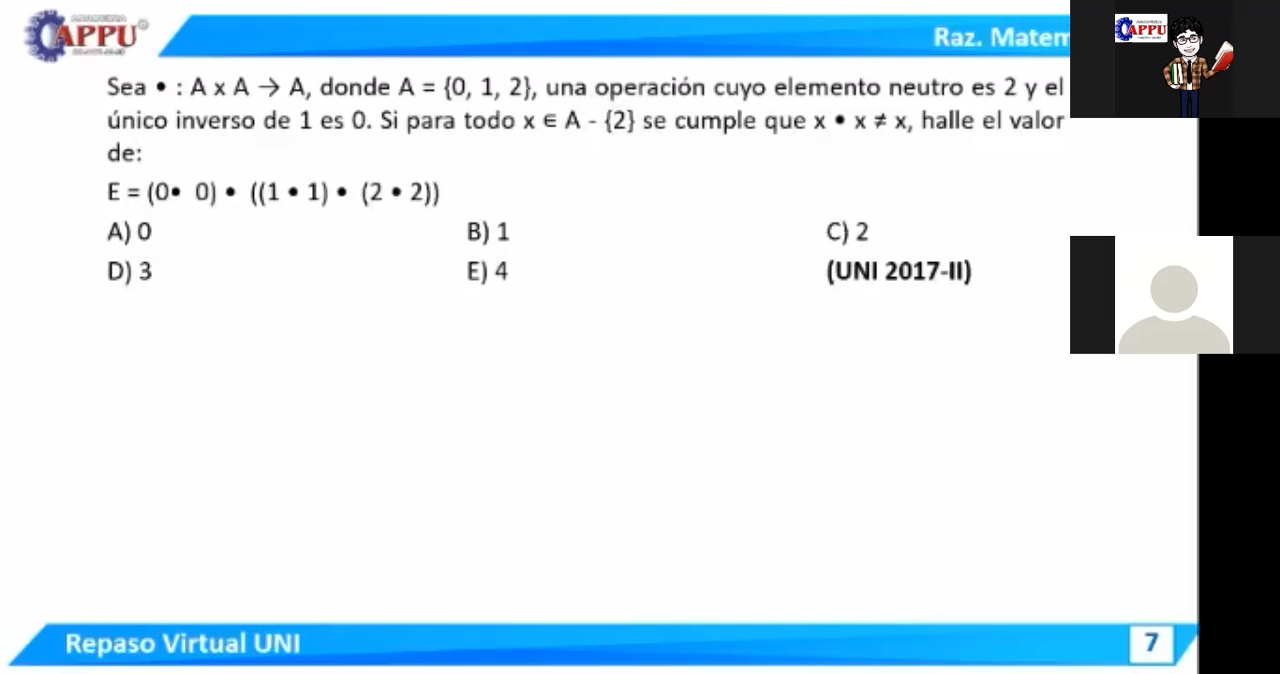 APPU
Raz. Matem
APPU
Sea • : A x A → A, donde A = {0, 1, 2}, una operación cuyo elemento neutro es 2 y el
único inverso de 1 es 0. Si para todo x ∈ A - {2} se cumple que x • x ≠ x, halle el valor
de:
E = (0• 0) • ((1 • 1) • (2 • 2))
A) 0 B) 1 C) 2
D) 3 E) 4 (UNI 2017-II)
Repaso Virtual UNI
7